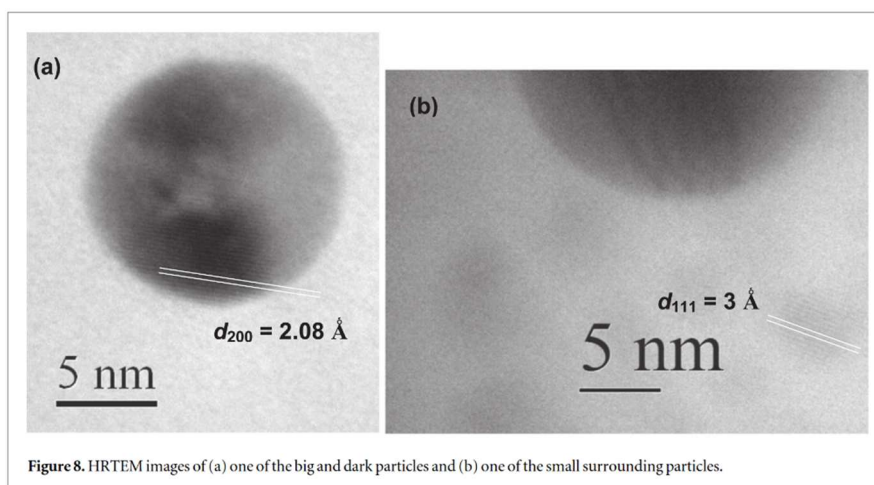 (a)
d200 = 2.08 Å
5 nm
(b)
d111 = 3 Å
5 nm
Figure 8. HRTEM images of (a) one of the big and dark particles and (b) one of the small surrounding particles.